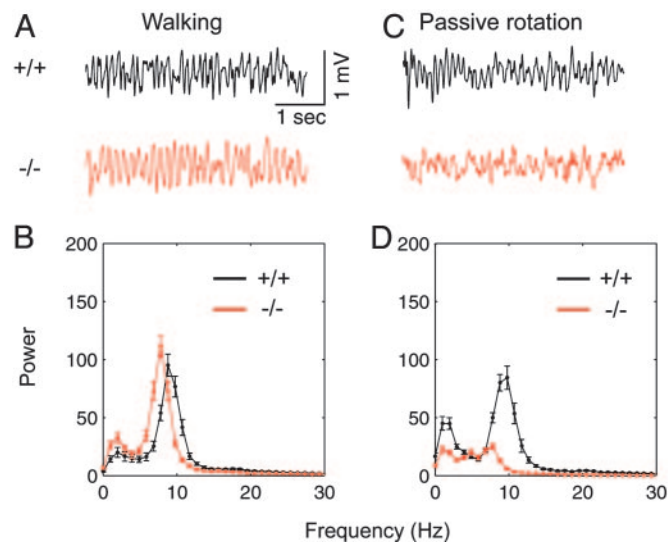 A Walking C Passive rotation
+/+
1 mV
1 sec
-/-
B D
200 200
+/+ +/+
150 150
-/- -/-
Power
100 100
50 50
0 0
0 10 20 30 0 10 20 30
Frequency (Hz)